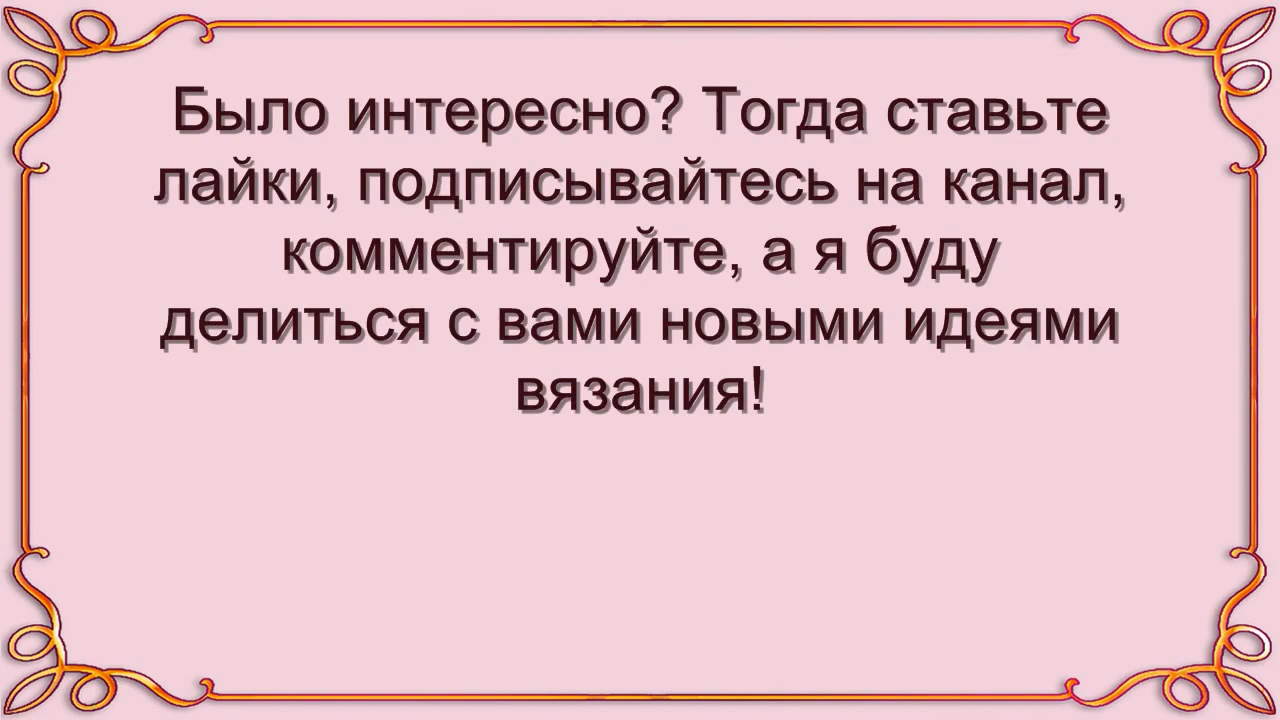 Было интересно? Тогда ставьте
лайки, подписывайтесь на канал,
комментируйте, а я буду
делиться с вами новыми идеями
вязания!